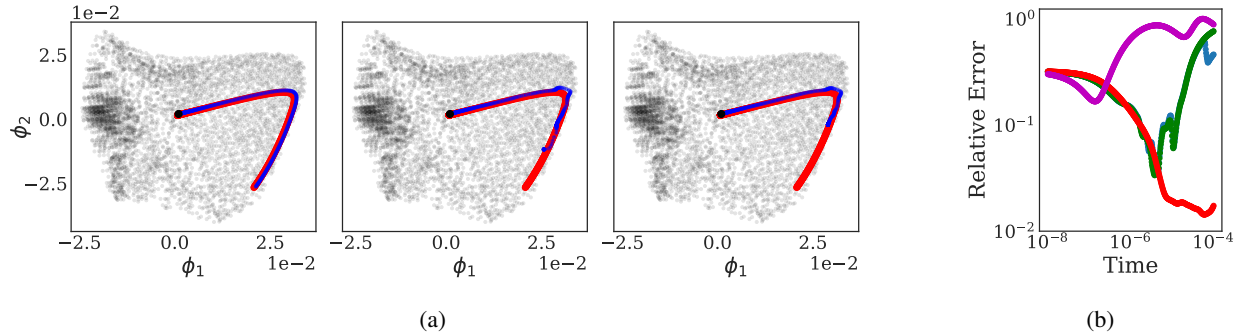 1e−2
2.5
0.0
−2.5
ϕ₂
−2.5 0.0 2.5
1e−2
ϕ₁
−2.5 0.0 2.5
1e−2
ϕ₁
−2.5 0.0 2.5
1e−2
ϕ₁
(a)
Relative Error
10⁰
10⁻¹
10⁻²
10⁻⁸ 10⁻⁶ 10⁻⁴
Time
(b)